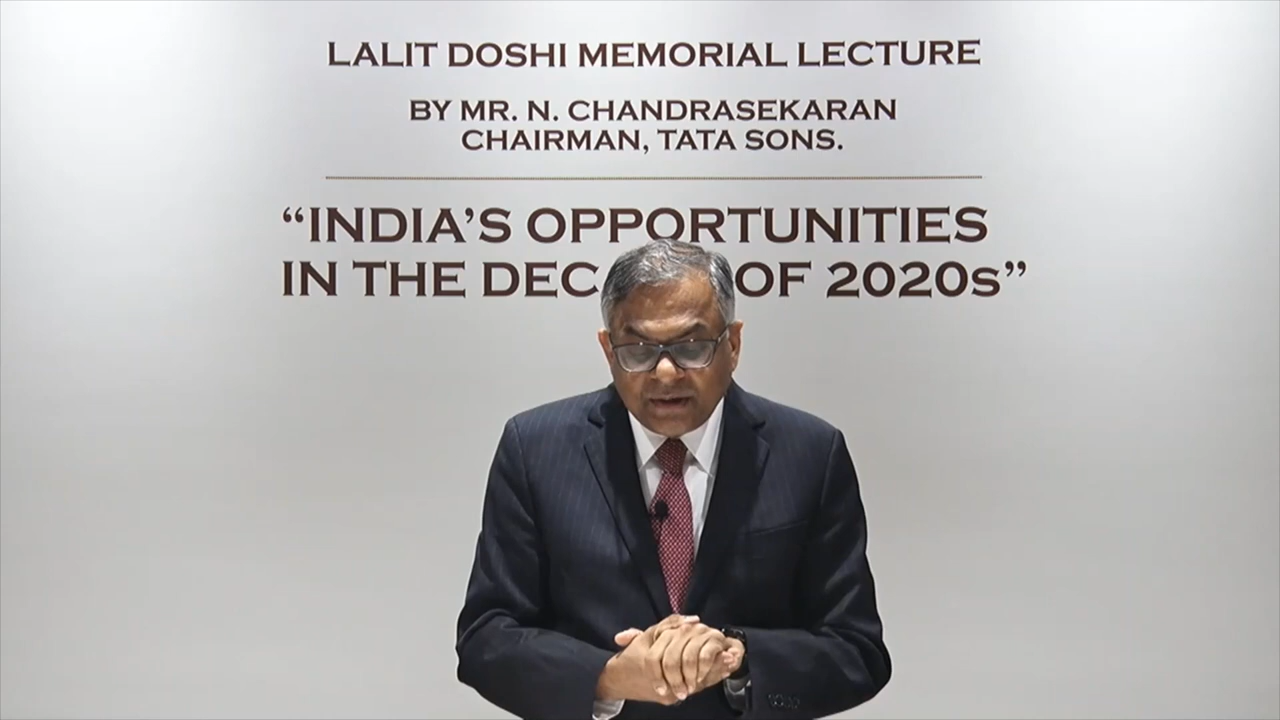 LALIT DOSHI MEMORIAL LECTURE
BY MR. N. CHANDRASEKARAN
CHAIRMAN, TATA SONS.
“INDIA’S OPPORTUNITIES
IN THE OF 2020s”